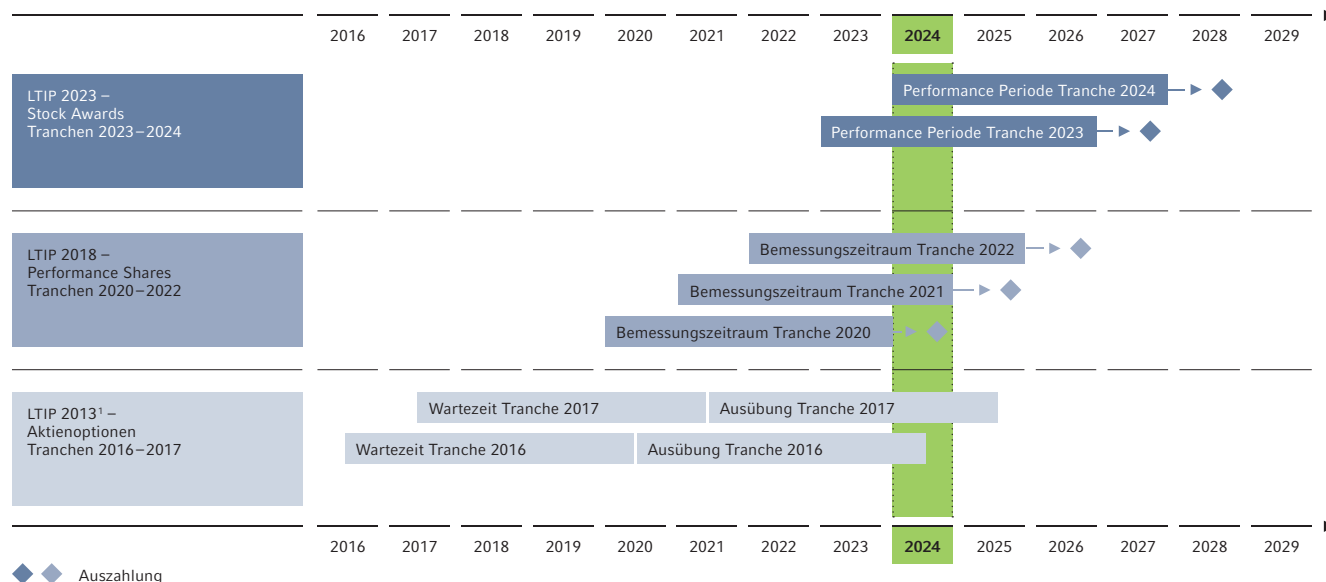 2016 2017 2018 2019 2020 2021 2022 2023 2024 2025 2026 2027 2028 2029
LTIP 2023 –
Stock Awards
Tranchen 2023–2024
Performance Periode Tranche 2024
Performance Periode Tranche 2023
LTIP 2018 –
Performance Shares
Tranchen 2020–2022
Bemessungszeitraum Tranche 2022
Bemessungszeitraum Tranche 2021
Bemessungszeitraum Tranche 2020
LTIP 2013¹ –
Aktienoptionen
Tranchen 2016–2017
Wartezeit Tranche 2017 Ausübung Tranche 2017
Wartezeit Tranche 2016 Ausübung Tranche 2016
2016 2017 2018 2019 2020 2021 2022 2023 2024 2025 2026 2027 2028 2029
Auszahlung